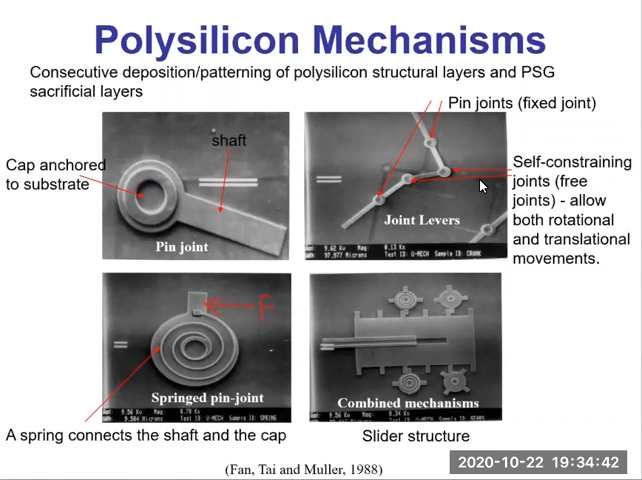 Polysilicon Mechanisms
Consecutive deposition/patterning of polysilicon structural layers and PSG
sacrificial layers
Pin joints (fixed joint)
shaft
Cap anchored
to substrate
Self-constraining
joints (free
joints) - allow
both rotational
and translational
movements.
Pin joint
Joint Levers
F
Springed pin-joint
Combined mechanisms
A spring connects the shaft and the cap
Slider structure
(Fan, Tai and Muller, 1988)
2020-10-22 19:34:42